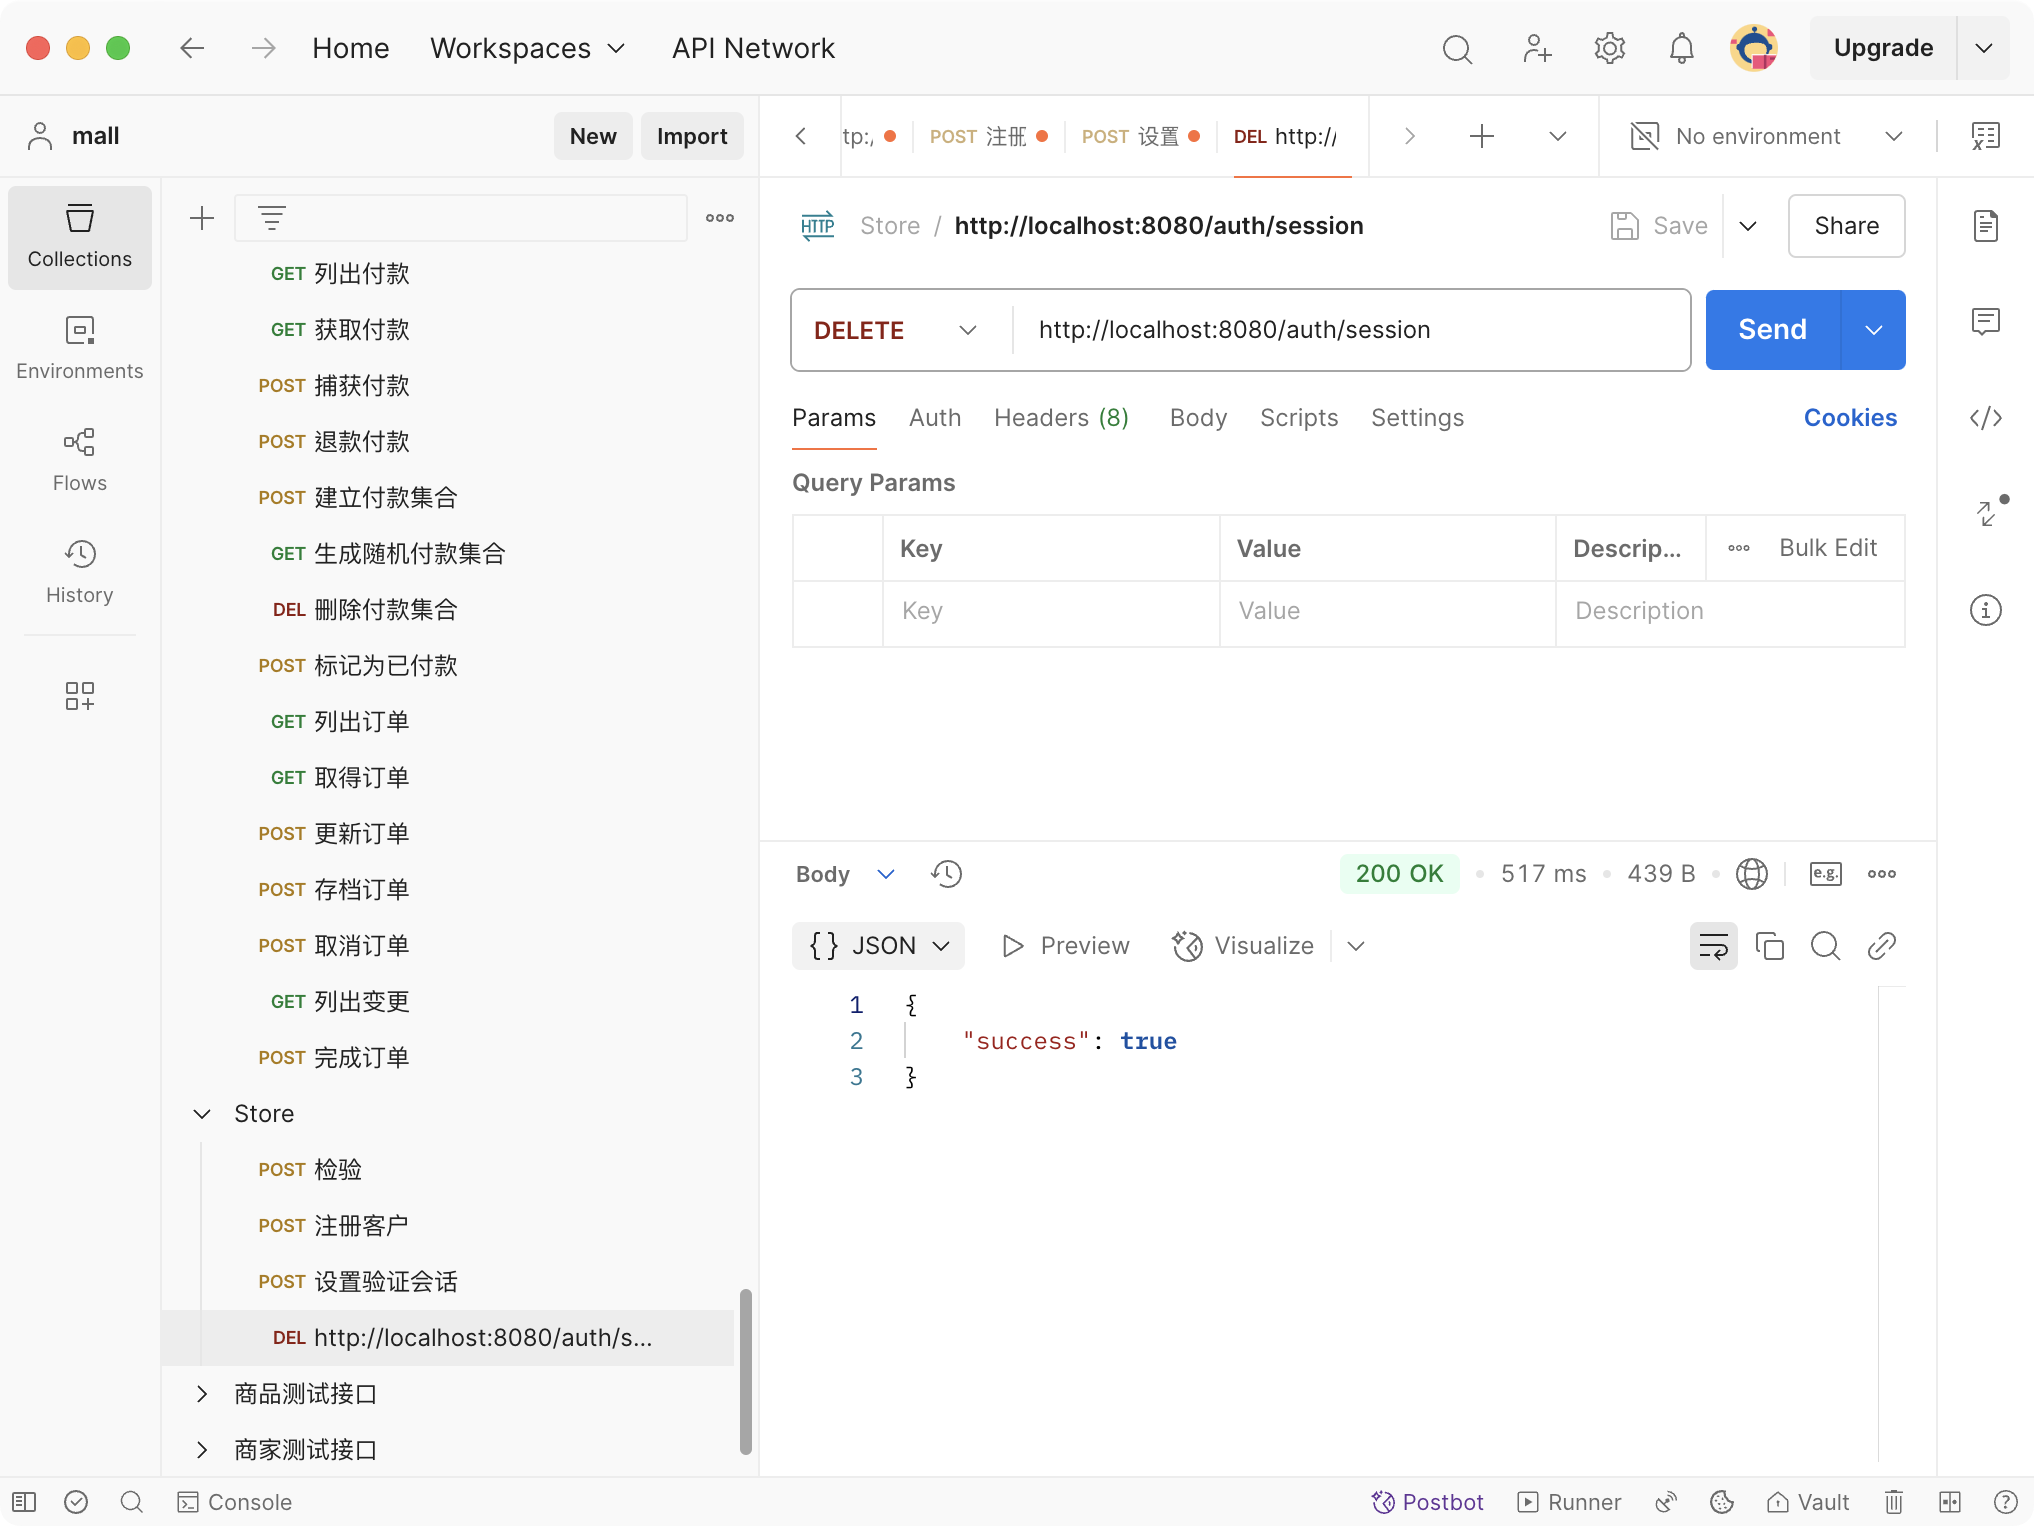 Home Workspaces API Network Upgrade
mall New Import
tp:/ POST 注册 POST 设置 DEL http:// No environment
Collections
Environments
Flows
History
GET 列出付款
GET 获取付款
POST 捕获付款
POST 退款付款
POST 建立付款集合
GET 生成随机付款集合
DEL 删除付款集合
POST 标记为已付款
GET 列出订单
GET 取得订单
POST 更新订单
POST 存档订单
POST 取消订单
GET 列出变更
POST 完成订单
Store
POST 检验
POST 注册客户
POST 设置验证会话
DEL http://localhost:8080/auth/s...
商品测试接口
商家测试接口
HTTP Store / http://localhost:8080/auth/session Save Share
DELETE http://localhost:8080/auth/session Send
Params Auth Headers (8) Body Scripts Settings Cookies
Query Params
Key Value Descrip... Bulk Edit
Key Value Description
Body 200 OK 517 ms 439 B e.g.
{} JSON Preview Visualize
1 {
2 "success": true
3 }
Console Postbot Runner Vault